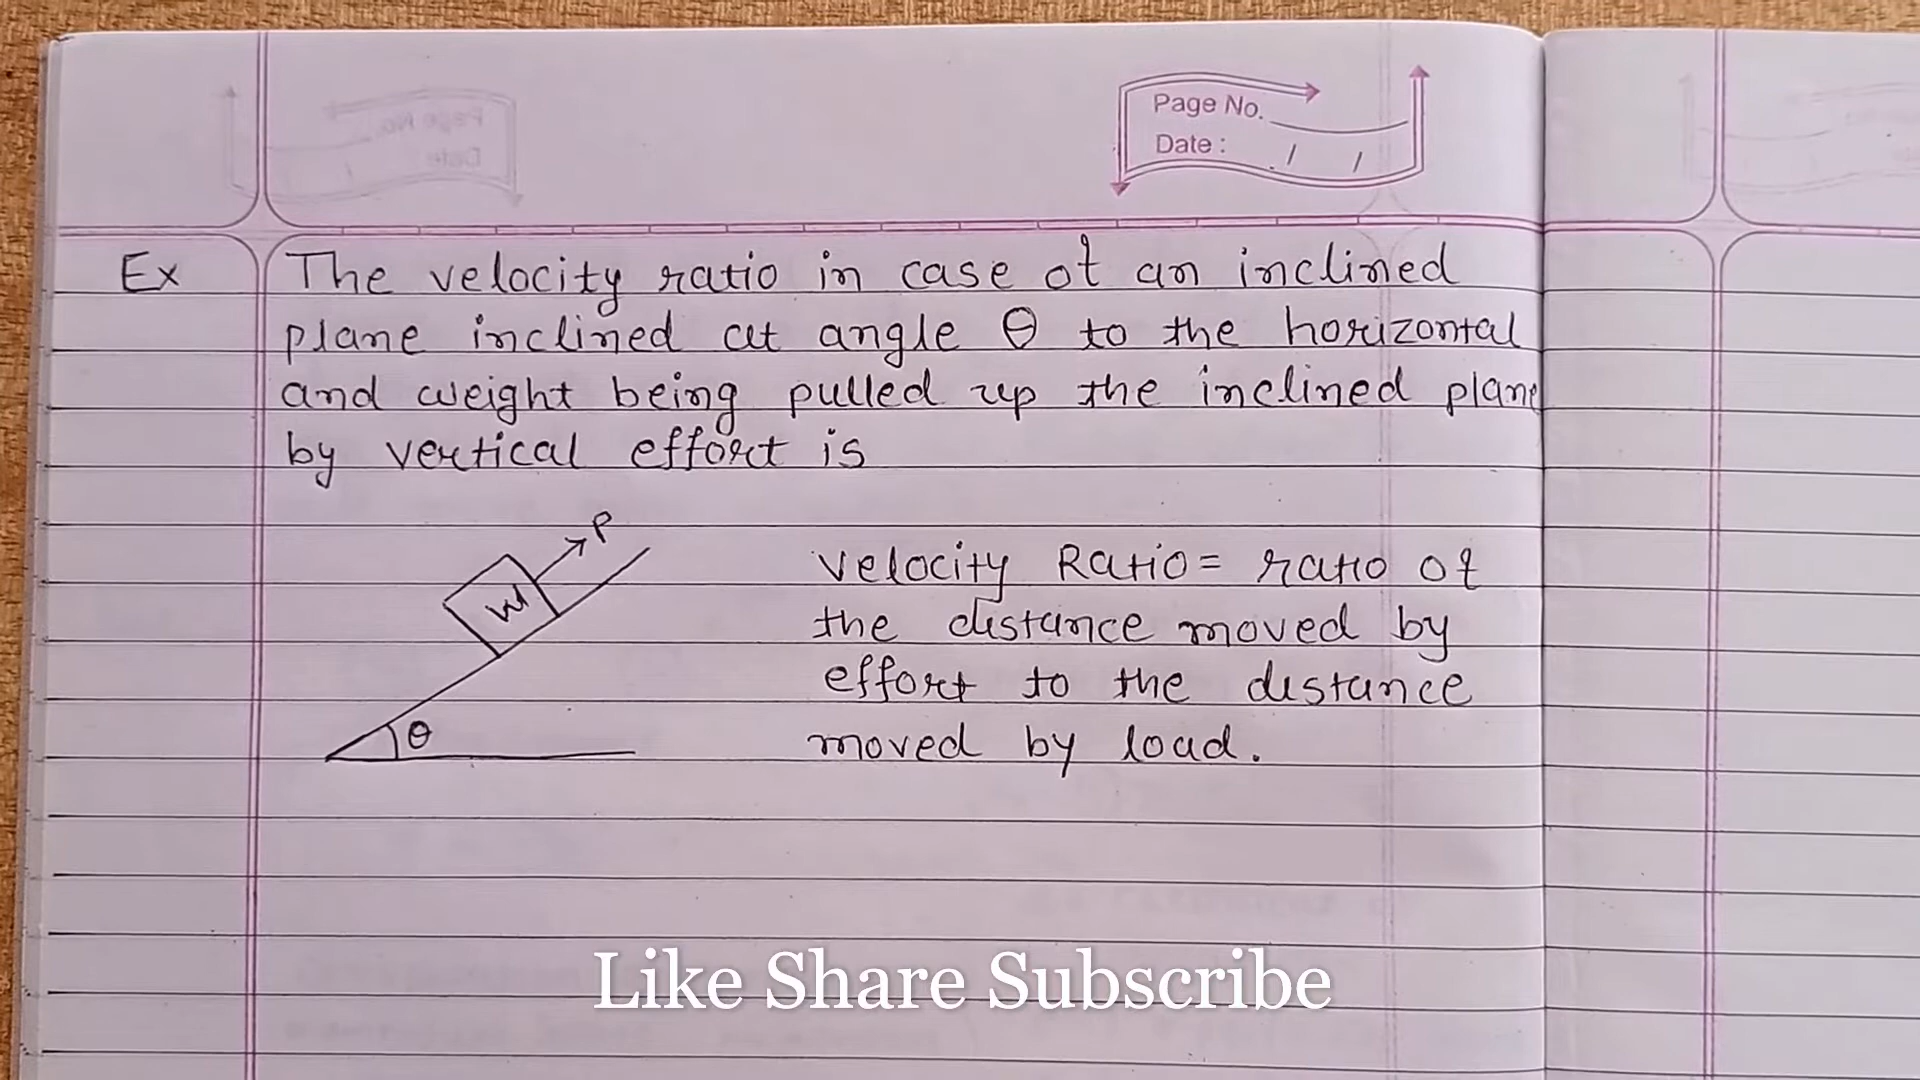 Page No.
Date : / /
Ex The velocity ratio in case of an inclined
plane inclined at angle θ to the horizontal
and weight being pulled up the inclined plane
by vertical effort is
P
W
θ
Velocity Ratio = ratio of
the distance moved by
effort to the distance
moved by load.
Like Share Subscribe